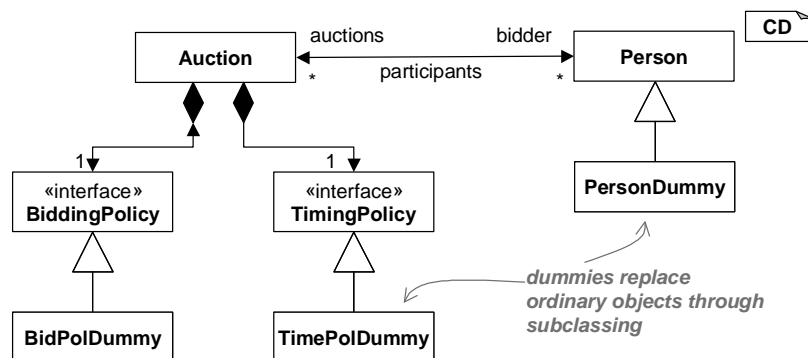 CD
auctions
bidder
Auction
Person
*
participants
*
1
1
«interface»
BiddingPolicy
«interface»
TimingPolicy
PersonDummy
dummies replace
ordinary objects through
subclassing
BidPolDummy
TimePolDummy